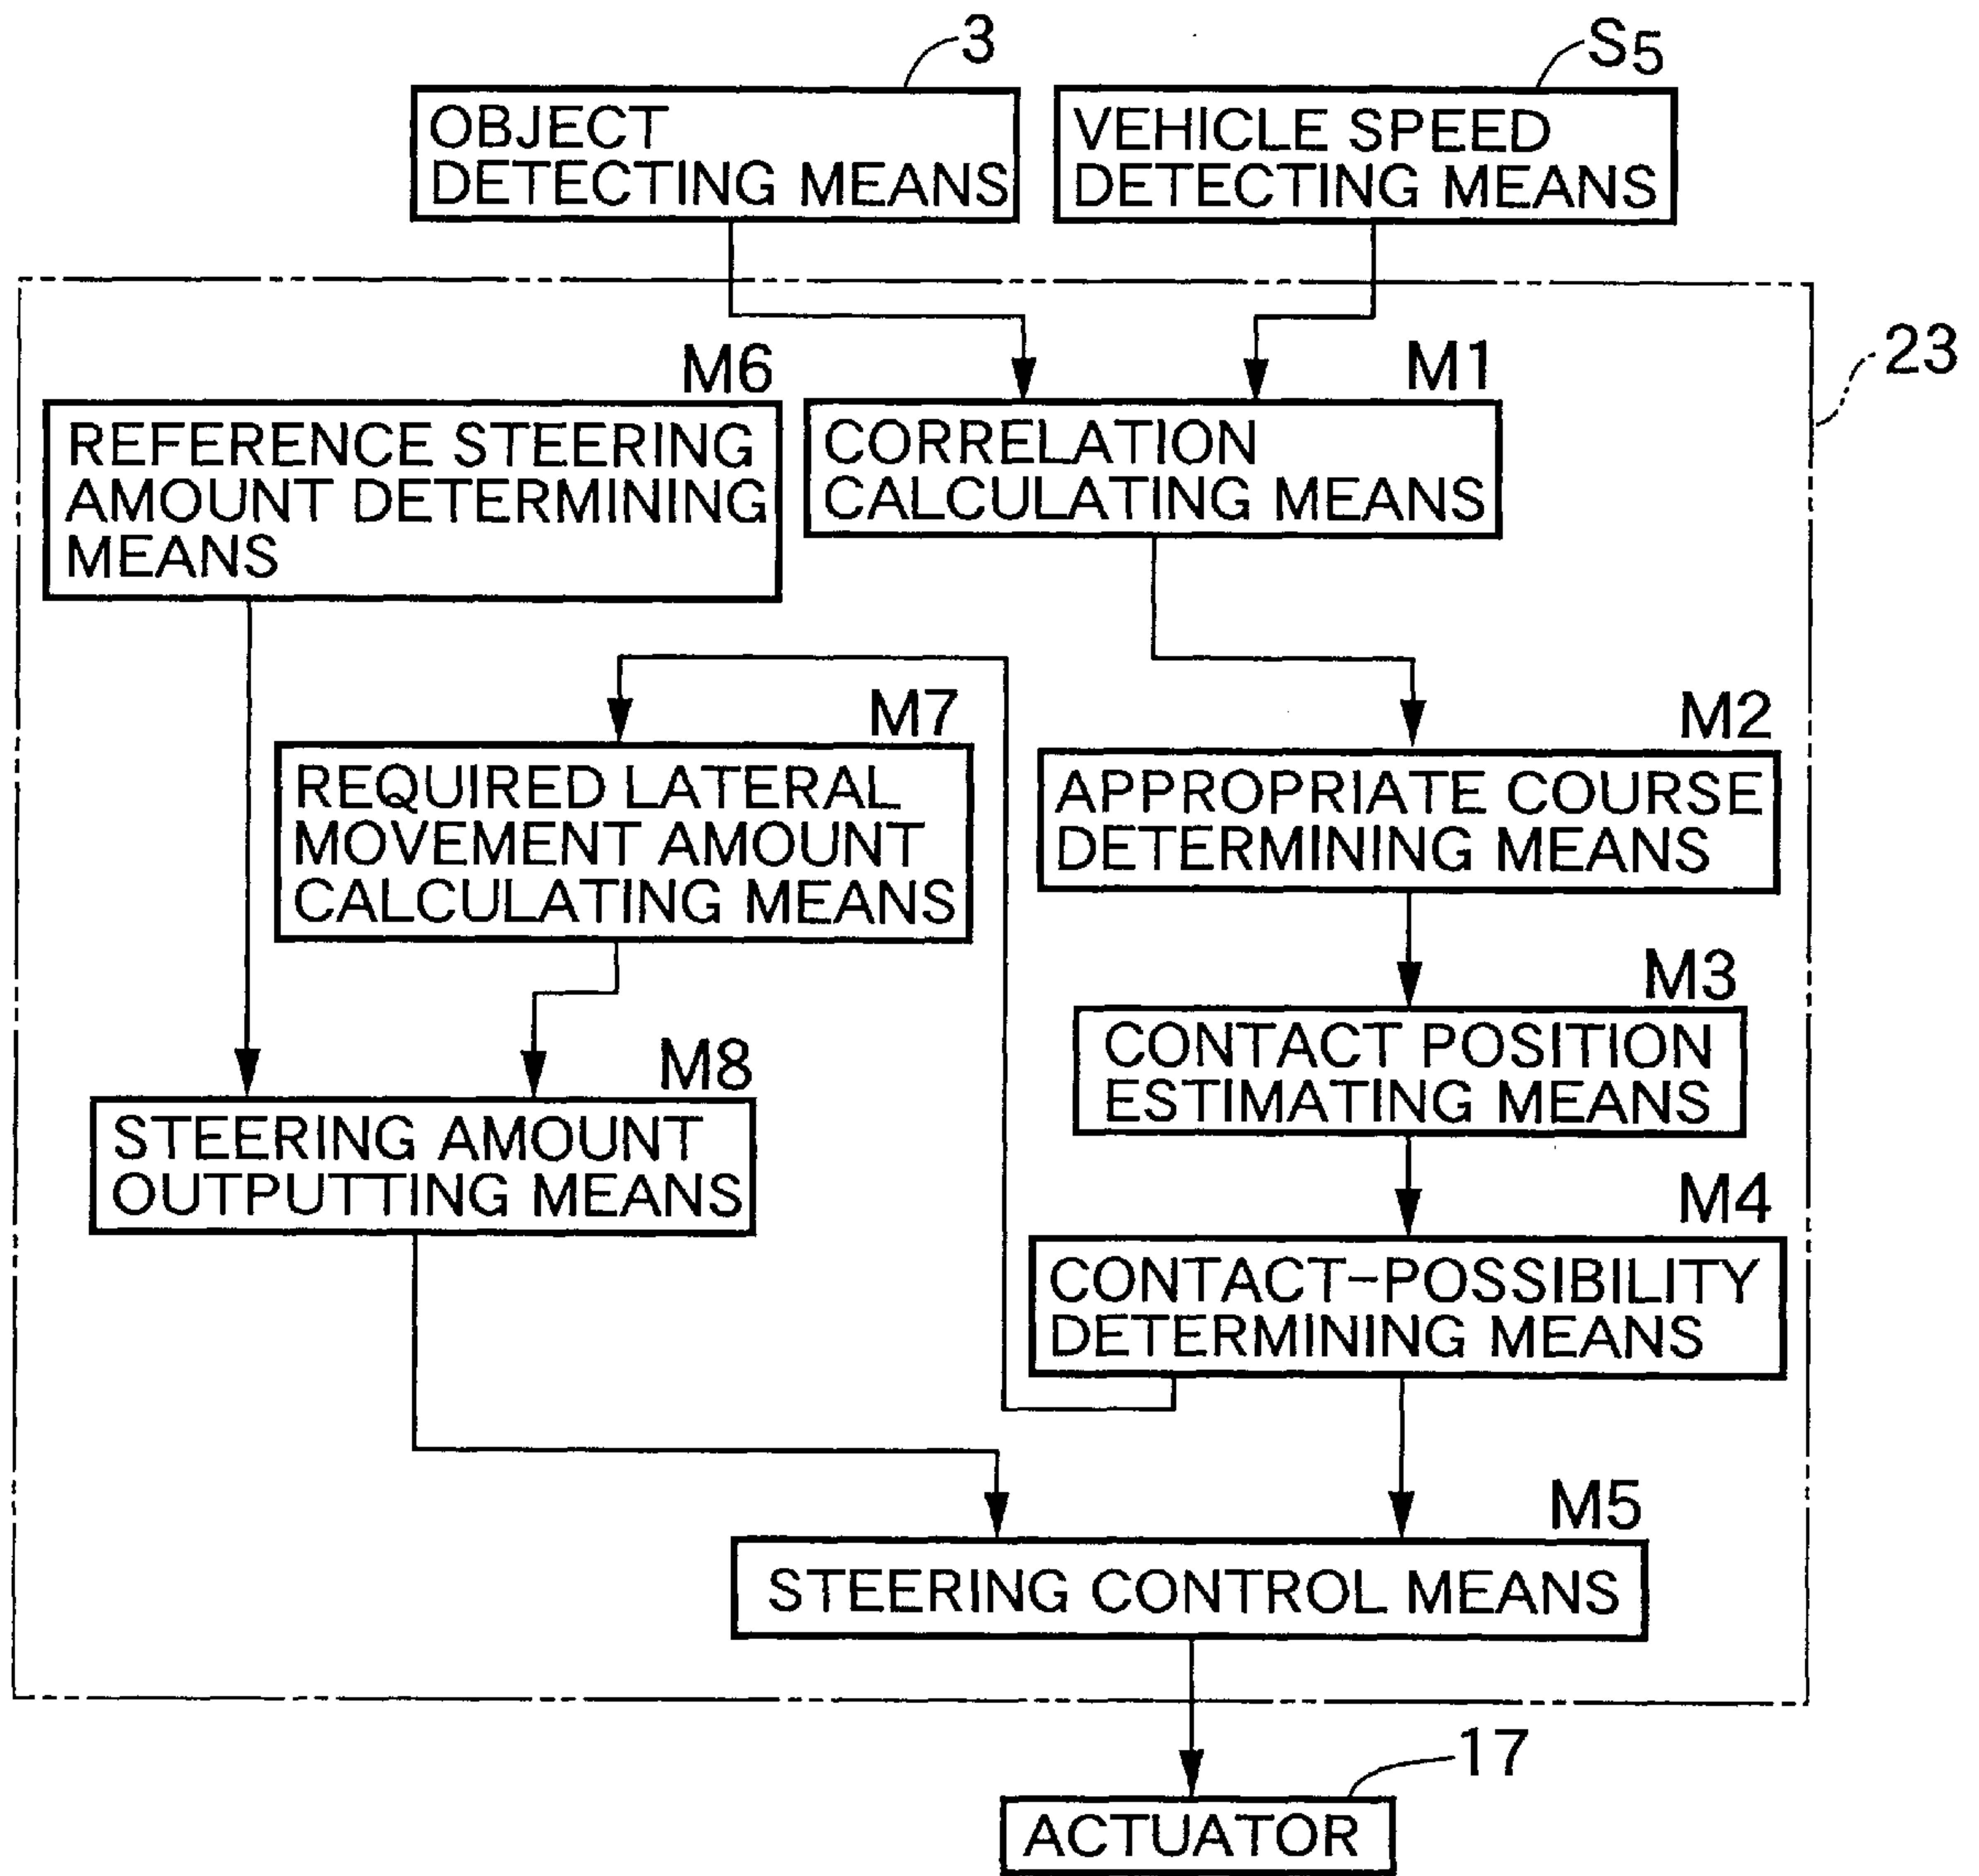 3
S5
OBJECT
DETECTING MEANS
VEHICLE SPEED
DETECTING MEANS
23
M6
M1
REFERENCE STEERING
AMOUNT DETERMINING
MEANS
CORRELATION
CALCULATING MEANS
M7
M2
REQUIRED LATERAL
MOVEMENT AMOUNT
CALCULATING MEANS
APPROPRIATE COURSE
DETERMINING MEANS
M3
CONTACT POSITION
ESTIMATING MEANS
M8
STEERING AMOUNT
OUTPUTTING MEANS
M4
CONTACT-POSSIBILITY
DETERMINING MEANS
M5
STEERING CONTROL MEANS
17
ACTUATOR